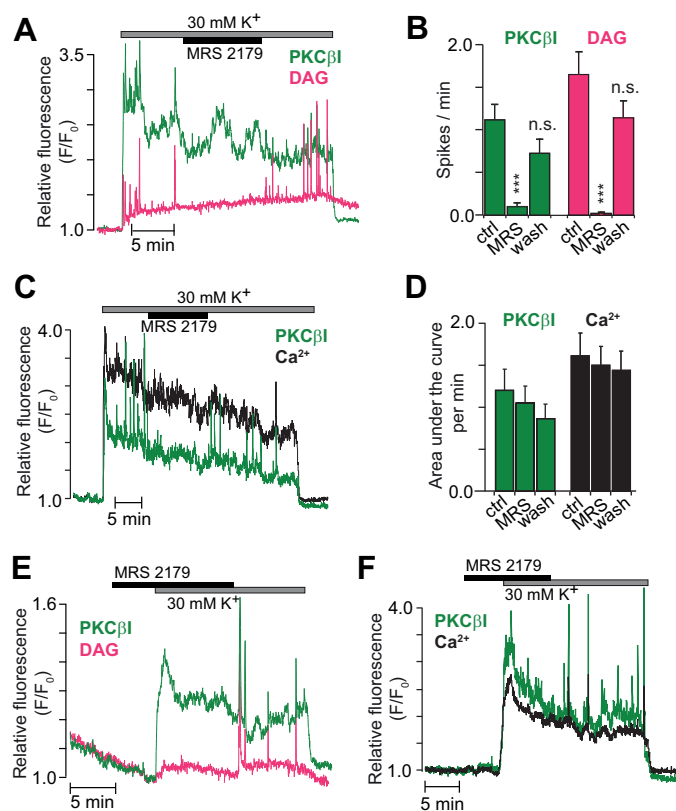 A
30 mM K⁺
MRS 2179
3.5
PKCβI
DAG
Relative fluorescence
(F/F₀)
1.0
5 min
B
PKCβI DAG
2.0
Spikes / min
n.s.
n.s.
***
***
0.0
ctrl
MRS
wash
ctrl
MRS
wash
C
30 mM K⁺
MRS 2179
4.0
PKCβI
Ca²⁺
Relative fluorescence
(F/F₀)
1.0
5 min
D
PKCβI Ca²⁺
2.0
Area under the curve
per min
0.0
ctrl
MRS
wash
ctrl
MRS
wash
E
MRS 2179
30 mM K⁺
1.6
PKCβI
DAG
Relative fluorescence
(F/F₀)
1.0
5 min
F
MRS 2179
30 mM K⁺
4.0
PKCβI
Ca²⁺
Relative fluorescence
(F/F₀)
1.0
5 min